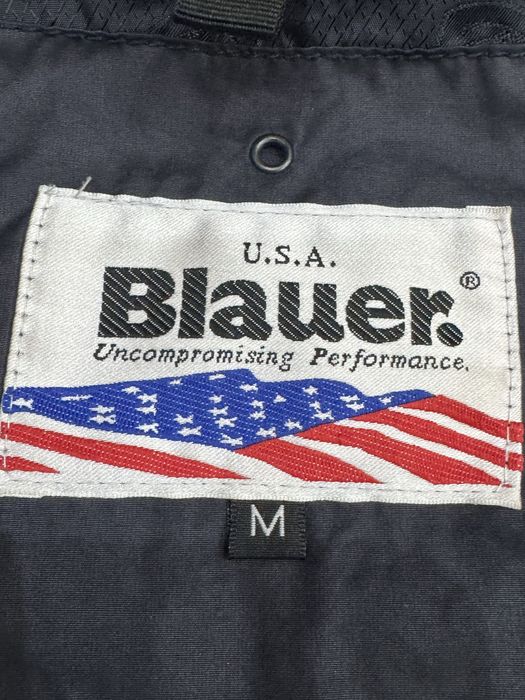 U.S.A.
Blauer.®
Uncompromising Performance.
M